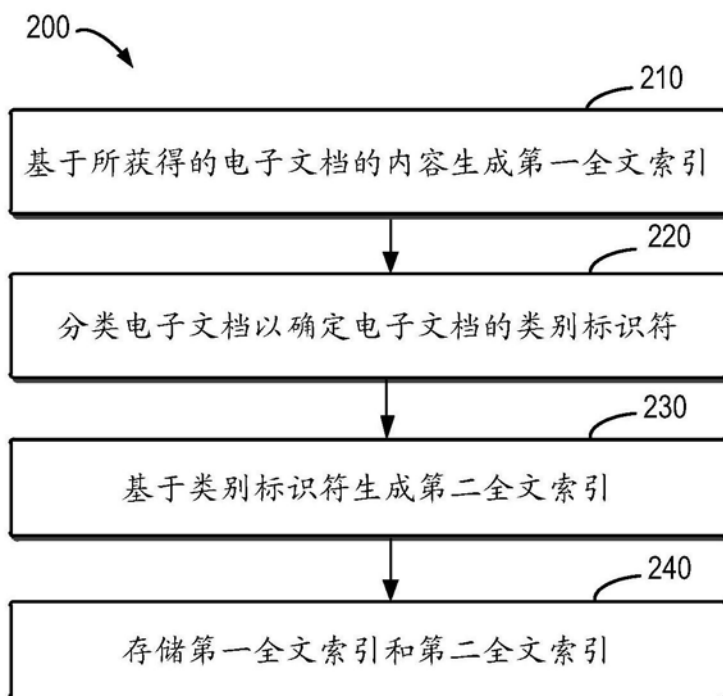 200
210
基于所获得的电子文档的内容生成第一全文索引
220
分类电子文档以确定电子文档的类别标识符
230
基于类别标识符生成第二全文索引
240
存储第一全文索引和第二全文索引